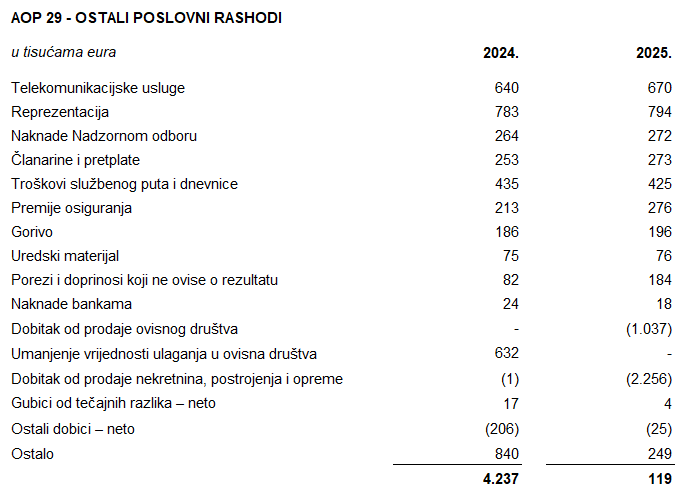 AOP 29 - OSTALI POSLOVNI RASHODI
u tisućama eura 2024. 2025.
Telekomunikacijske usluge 640 670
Reprezentacija 783 794
Naknade Nadzornom odboru 264 272
Članarine i pretplate 253 273
Troškovi službenog puta i dnevnice 435 425
Premije osiguranja 213 276
Gorivo 186 196
Uredski materijal 75 76
Porezi i doprinosi koji ne ovise o rezultatu 82 184
Naknade bankama 24 18
Dobitak od prodaje ovisnog društva - (1.037)
Umanjenje vrijednosti ulaganja u ovisna društva 632 -
Dobitak od prodaje nekretnina, postrojenja i opreme (1) (2.256)
Gubici od tečajnih razlika – neto 17 4
Ostali dobici – neto (206) (25)
Ostalo 840 249
4.237 119